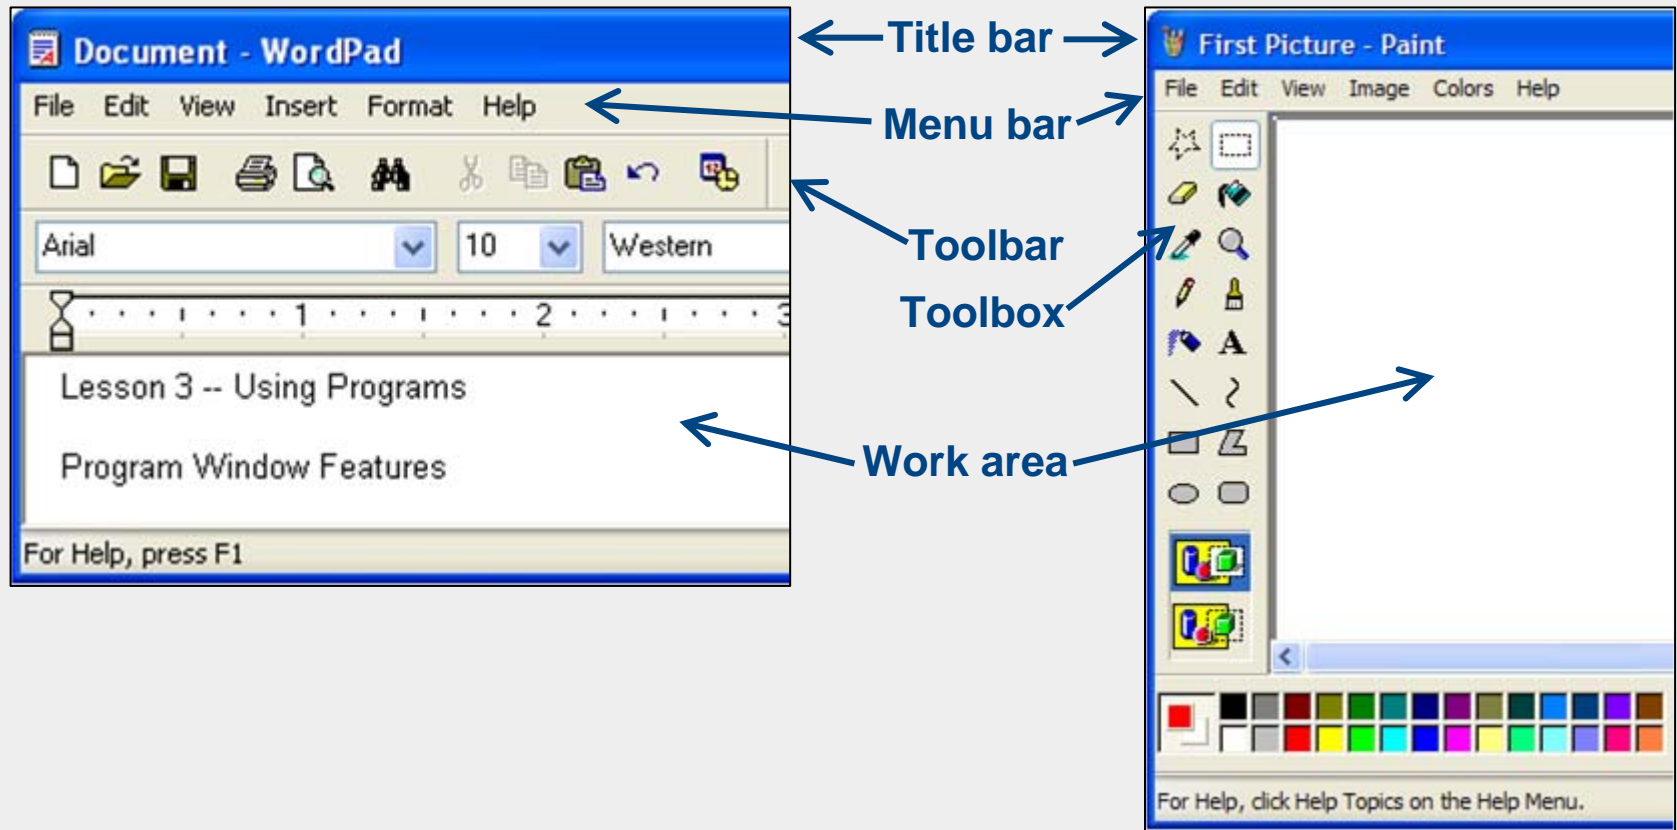 Document - WordPad
File Edit View Insert Format Help
Arial 10 Western
1 2 3
Lesson 3 -- Using Programs
Program Window Features
For Help, press F1
Title bar
Menu bar
Toolbar
Toolbox
Work area
First Picture - Paint
File Edit View Image Colors Help
A
For Help, click Help Topics on the Help Menu.